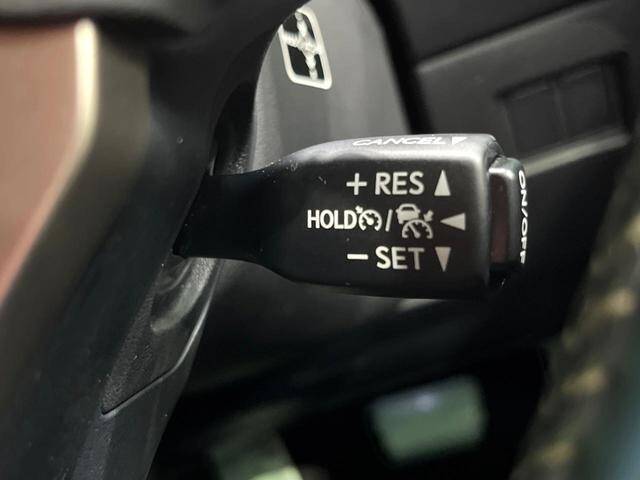 CANCEL
+ RES
HOLD /
− SET
ON/OFF